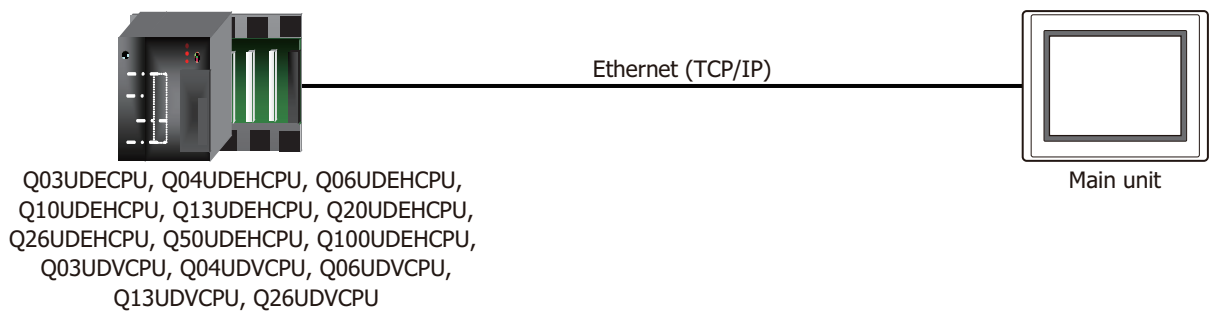 Ethernet (TCP/IP)
Q03UDECPU, Q04UDEHCPU, Q06UDEHCPU,
Q10UDEHCPU, Q13UDEHCPU, Q20UDEHCPU,
Q26UDEHCPU, Q50UDEHCPU, Q100UDEHCPU,
Q03UDVCPU, Q04UDVCPU, Q06UDVCPU,
Q13UDVCPU, Q26UDVCPU
Main unit